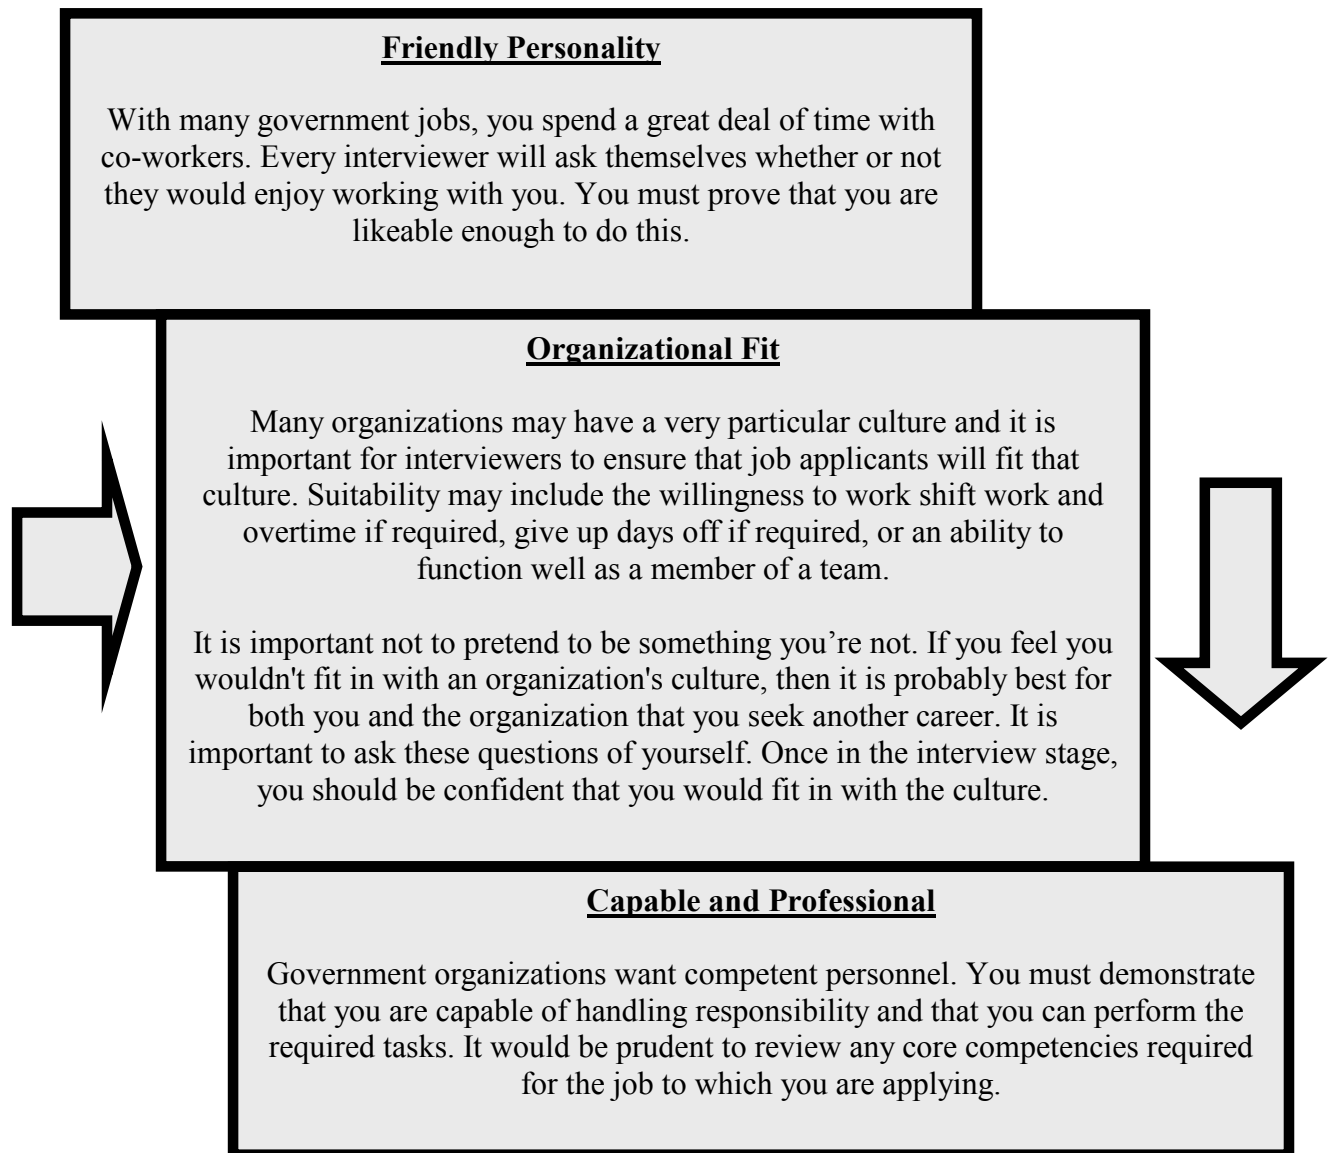 Friendly Personality
With many government jobs, you spend a great deal of time with
co-workers. Every interviewer will ask themselves whether or not
they would enjoy working with you. You must prove that you are
likeable enough to do this.
Organizational Fit
Many organizations may have a very particular culture and it is
important for interviewers to ensure that job applicants will fit that
culture. Suitability may include the willingness to work shift work and
overtime if required, give up days off if required, or an ability to
function well as a member of a team.
It is important not to pretend to be something you’re not. If you feel you
wouldn't fit in with an organization's culture, then it is probably best for
both you and the organization that you seek another career. It is
important to ask these questions of yourself. Once in the interview stage,
you should be confident that you would fit in with the culture.
Capable and Professional
Government organizations want competent personnel. You must demonstrate
that you are capable of handling responsibility and that you can perform the
required tasks. It would be prudent to review any core competencies required
for the job to which you are applying.